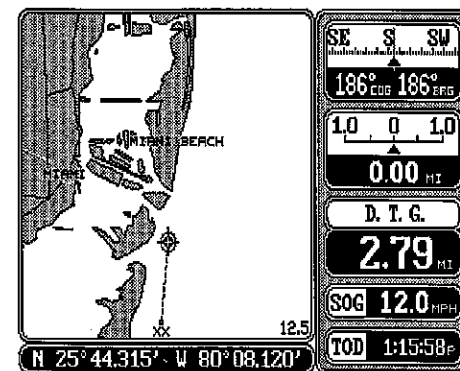 MIAMI BEACH
MIAMI
XX
12.5
N 25°44.315' W 80°08.120'
SE S SW
186°COG 186°BRG
1.0 0 1.0
0.00 MI
D. T. G.
2.79 MI
SOG 12.0 MPH
TOD 1:15:58P